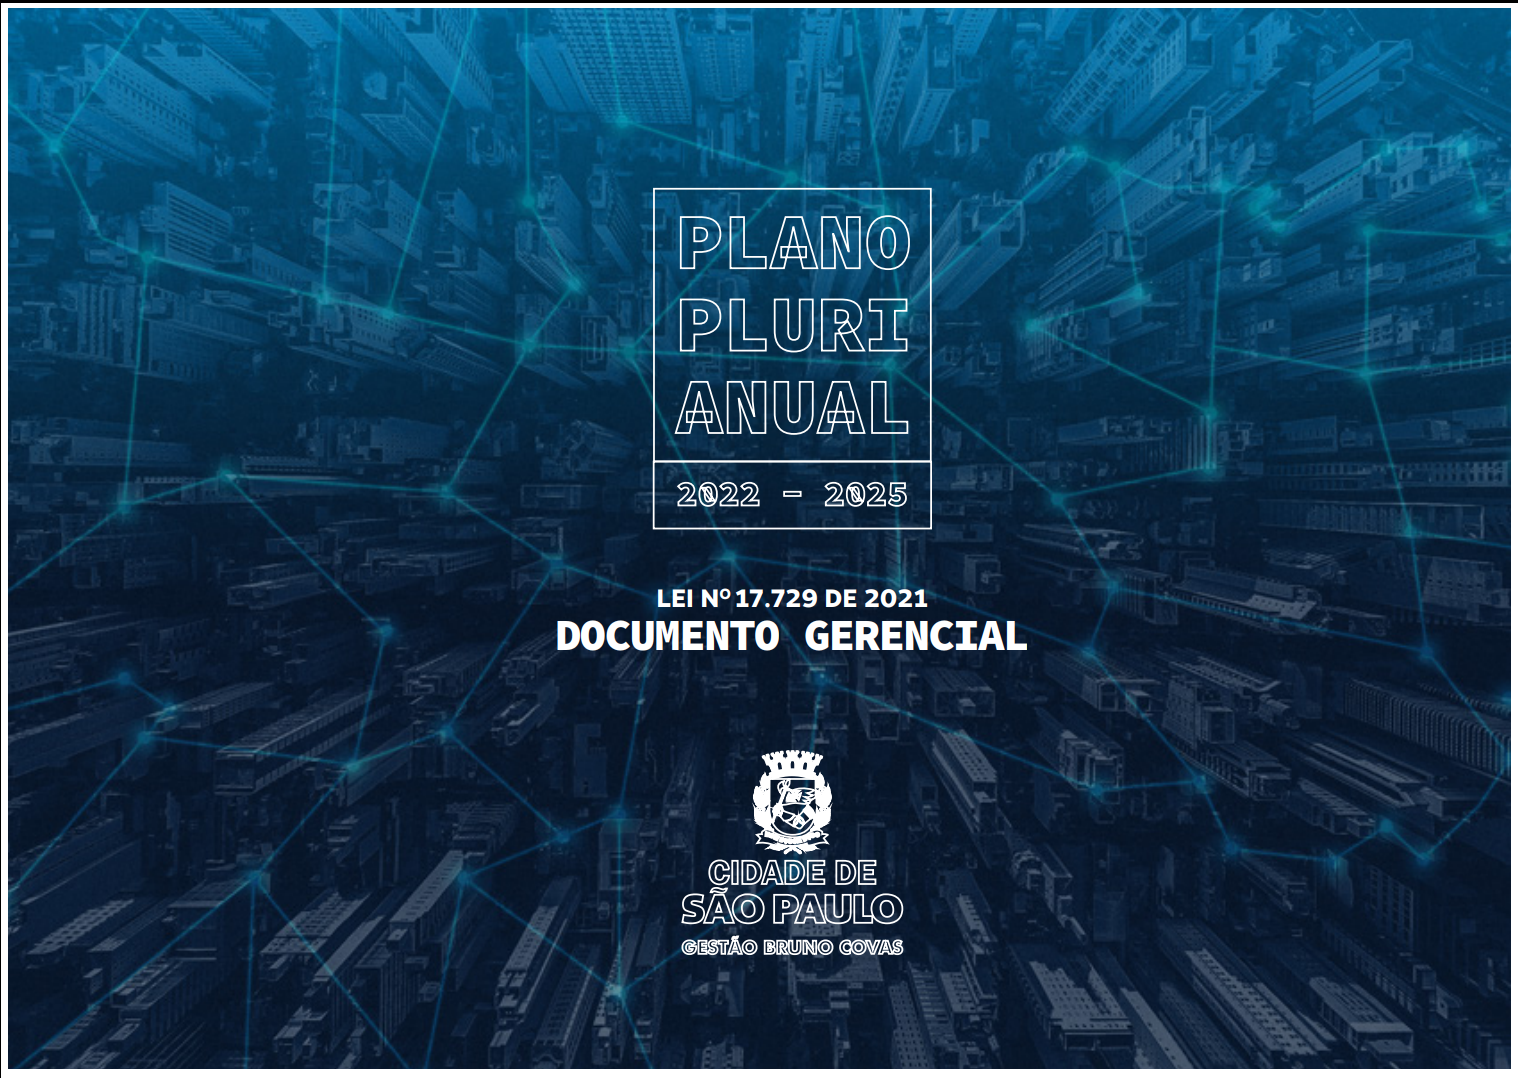 PLANO
PLURI
ANUAL
2022 - 2025
LEI Nº 17.729 DE 2021
DOCUMENTO GERENCIAL
CIDADE DE
SÃO PAULO
GESTÃO BRUNO COVAS